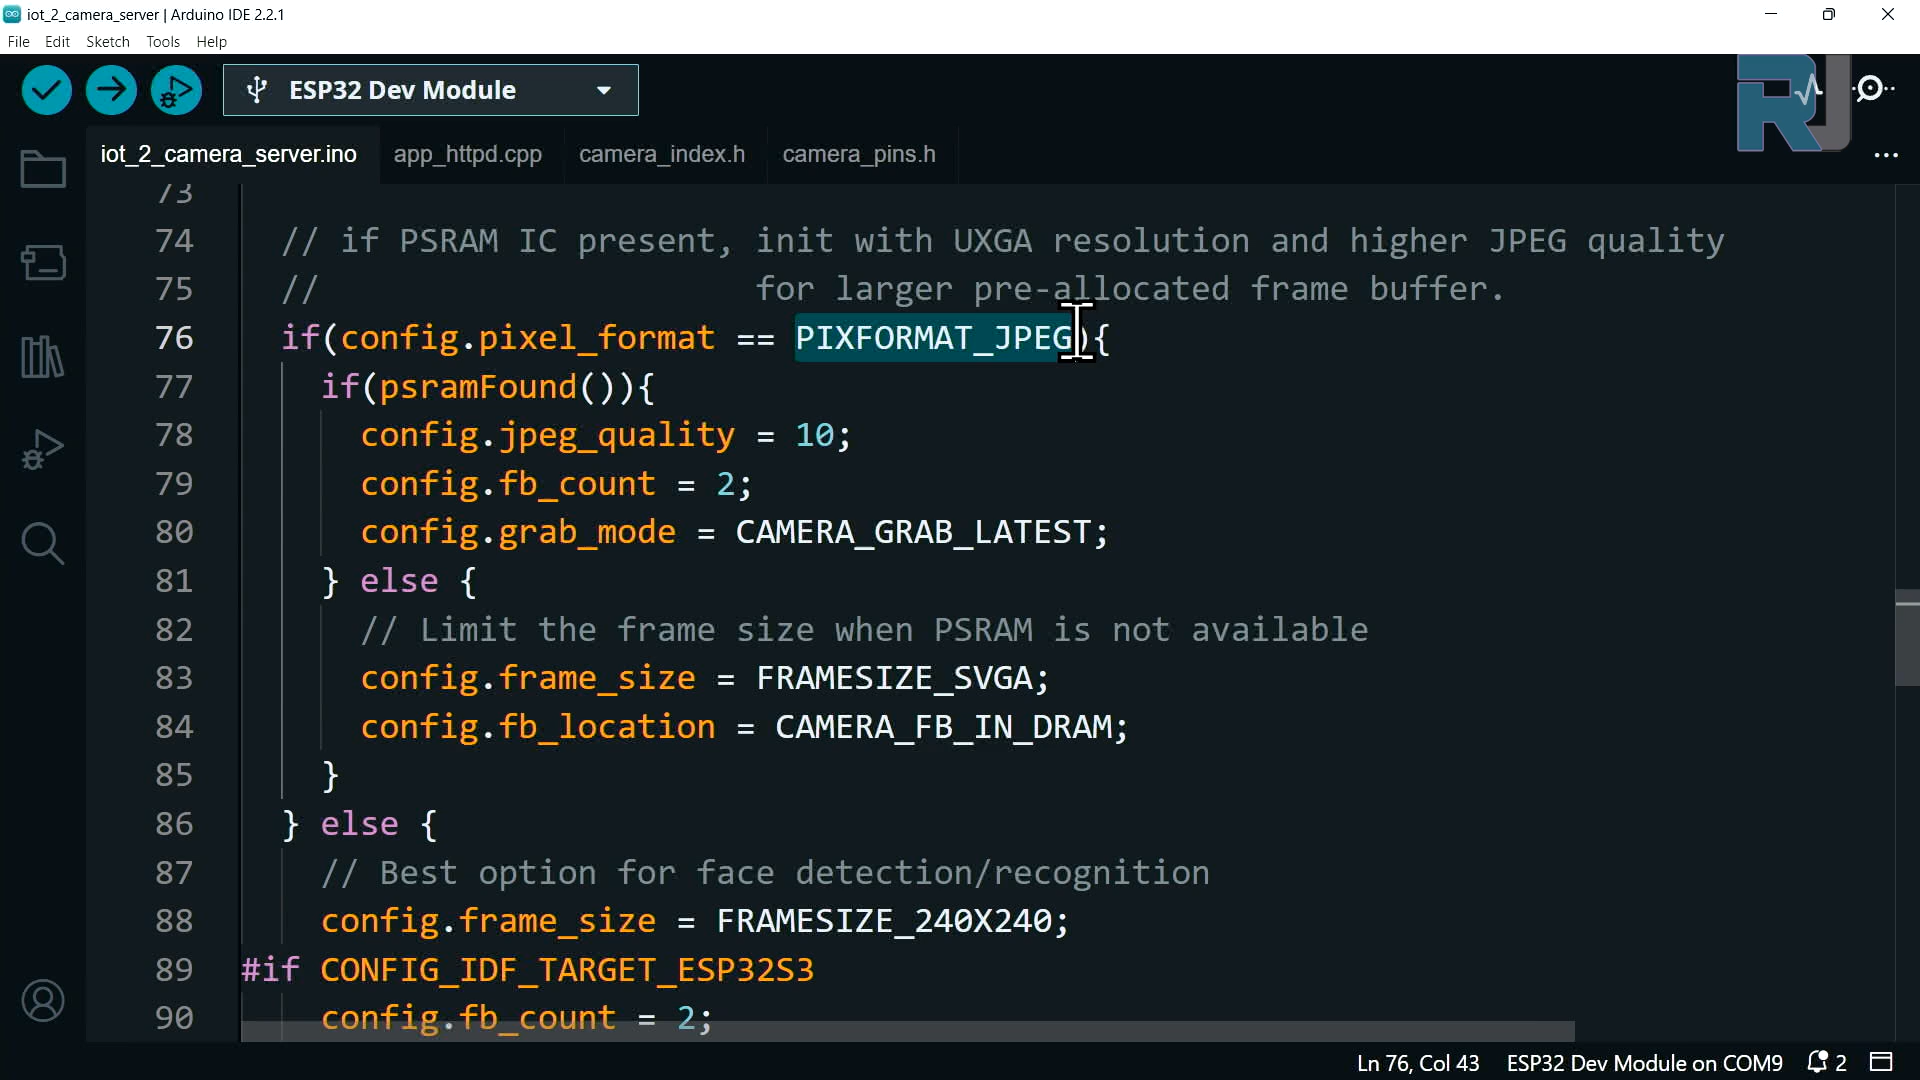 iot_2_camera_server | Arduino IDE 2.2.1
File Edit Sketch Tools Help
ESP32 Dev Module
RJ
iot_2_camera_server.ino app_httpd.cpp camera_index.h camera_pins.h
73
74 // if PSRAM IC present, init with UXGA resolution and higher JPEG quality
75 // for larger pre-allocated frame buffer.
76 if(config.pixel_format == PIXFORMAT_JPEG){
77 if(psramFound()){
78 config.jpeg_quality = 10;
79 config.fb_count = 2;
80 config.grab_mode = CAMERA_GRAB_LATEST;
81 } else {
82 // Limit the frame size when PSRAM is not available
83 config.frame_size = FRAMESIZE_SVGA;
84 config.fb_location = CAMERA_FB_IN_DRAM;
85 }
86 } else {
87 // Best option for face detection/recognition
88 config.frame_size = FRAMESIZE_240X240;
89 #if CONFIG_IDF_TARGET_ESP32S3
90 config.fb_count = 2;
Ln 76, Col 43 ESP32 Dev Module on COM9 2